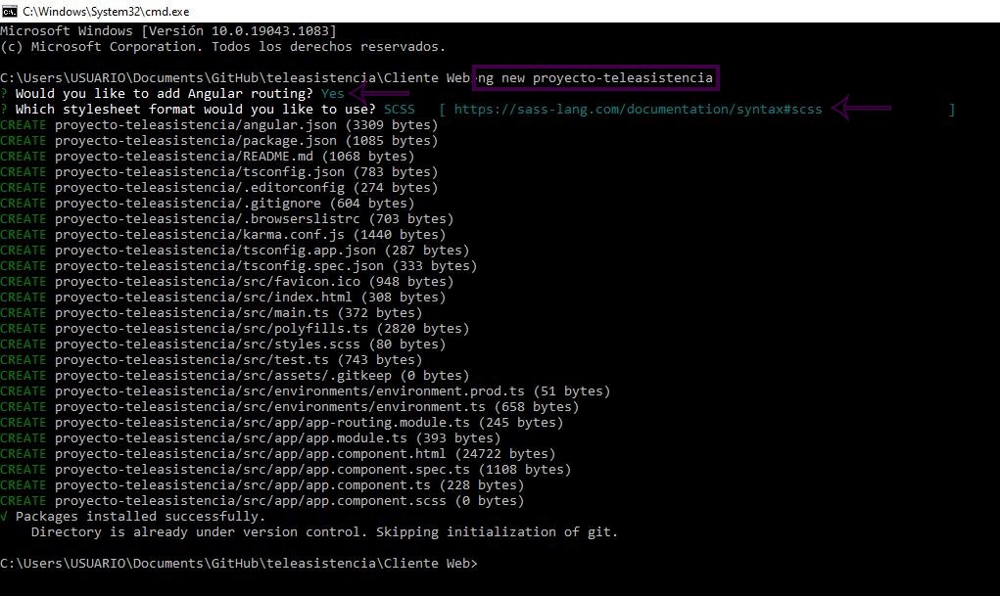 C:\Windows\System32\cmd.exe
Microsoft Windows [Versión 10.0.19043.1083]
(c) Microsoft Corporation. Todos los derechos reservados.
C:\Users\USUARIO\Documents\GitHub\teleasistencia\Cliente Web>ng new proyecto-teleasistencia
? Would you like to add Angular routing? Yes
? Which stylesheet format would you like to use? SCSS   [ https://sass-lang.com/documentation/syntax#scss                ]
CREATE proyecto-teleasistencia/angular.json (3309 bytes)
CREATE proyecto-teleasistencia/package.json (1085 bytes)
CREATE proyecto-teleasistencia/README.md (1068 bytes)
CREATE proyecto-teleasistencia/tsconfig.json (783 bytes)
CREATE proyecto-teleasistencia/.editorconfig (274 bytes)
CREATE proyecto-teleasistencia/.gitignore (604 bytes)
CREATE proyecto-teleasistencia/.browserslistrc (703 bytes)
CREATE proyecto-teleasistencia/karma.conf.js (1440 bytes)
CREATE proyecto-teleasistencia/tsconfig.app.json (287 bytes)
CREATE proyecto-teleasistencia/tsconfig.spec.json (333 bytes)
CREATE proyecto-teleasistencia/src/favicon.ico (948 bytes)
CREATE proyecto-teleasistencia/src/index.html (308 bytes)
CREATE proyecto-teleasistencia/src/main.ts (372 bytes)
CREATE proyecto-teleasistencia/src/polyfills.ts (2820 bytes)
CREATE proyecto-teleasistencia/src/styles.scss (80 bytes)
CREATE proyecto-teleasistencia/src/test.ts (743 bytes)
CREATE proyecto-teleasistencia/src/assets/.gitkeep (0 bytes)
CREATE proyecto-teleasistencia/src/environments/environment.prod.ts (51 bytes)
CREATE proyecto-teleasistencia/src/environments/environment.ts (658 bytes)
CREATE proyecto-teleasistencia/src/app/app-routing.module.ts (245 bytes)
CREATE proyecto-teleasistencia/src/app/app.module.ts (393 bytes)
CREATE proyecto-teleasistencia/src/app/app.component.html (24722 bytes)
CREATE proyecto-teleasistencia/src/app/app.component.spec.ts (1108 bytes)
CREATE proyecto-teleasistencia/src/app/app.component.ts (228 bytes)
CREATE proyecto-teleasistencia/src/app/app.component.scss (0 bytes)
√ Packages installed successfully.
    Directory is already under version control. Skipping initialization of git.
C:\Users\USUARIO\Documents\GitHub\teleasistencia\Cliente Web>